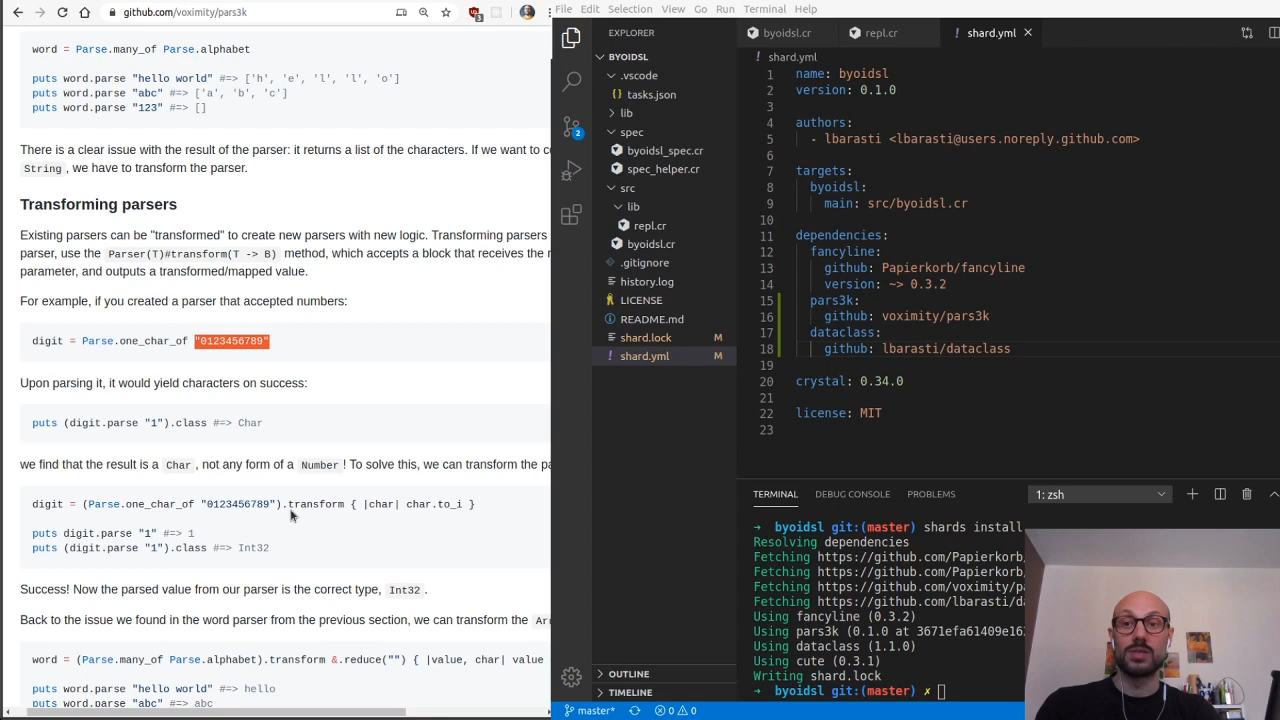 github.com/voximity/pars3k
3
word = Parse.many_of Parse.alphabet
puts word.parse "hello world" #=> ['h', 'e', 'l', 'l', 'o']
puts word.parse "abc" #=> ['a', 'b', 'c']
puts word.parse "123" #=> []
There is a clear issue with the result of the parser: it returns a list of the characters. If we want to
String, we have to transform the parser.
Transforming parsers
Existing parsers can be "transformed" to create new parsers with new logic. Transforming parsers
parser, use the Parser(T)#transform(T -> B) method, which accepts a block that receives the
parameter, and outputs a transformed/mapped value.
For example, if you created a parser that accepted numbers:
digit = Parse.one_char_of "0123456789"
Upon parsing it, it would yield characters on success:
puts (digit.parse "1").class #=> Char
we find that the result is a Char, not any form of a Number! To solve this, we can transform the
digit = (Parse.one_char_of "0123456789").transform { |char| char.to_i }
puts digit.parse "1" #=> 1
puts (digit.parse "1").class #=> Int32
Success! Now the parsed value from our parser is the correct type, Int32.
Back to the issue we found in the word parser from the previous section, we can transform the
word = (Parse.many_of Parse.alphabet).transform &.reduce("") { |value, char| value
puts word.parse "hello world" #=> hello
puts word.parse "abc" #=> abc
File Edit Selection View Go Run Terminal Help
EXPLORER
BYOIDSL
.vscode
tasks.json
lib
spec
byoidsl_spec.cr
spec_helper.cr
src
lib
repl.cr
byoidsl.cr
.gitignore
history.log
LICENSE
README.md
shard.lock M
shard.yml M
OUTLINE
TIMELINE
2
byoidsl.cr repl.cr shard.yml
shard.yml
1 name: byoidsl
2 version: 0.1.0
3
4 authors:
5 - lbarasti <lbarasti@users.noreply.github.com>
6
7 targets:
8 byoidsl:
9 main: src/byoidsl.cr
10
11 dependencies:
12 fancyline:
13 github: Papierkorb/fancyline
14 version: ~> 0.3.2
15 pars3k:
16 github: voximity/pars3k
17 dataclass:
18 github: lbarasti/dataclass
19
20 crystal: 0.34.0
21
22 license: MIT
23
TERMINAL DEBUG CONSOLE PROBLEMS 1: zsh
➜ byoidsl git:(master) shards install
Resolving dependencies
Fetching https://github.com/Papierkorb/
Fetching https://github.com/Papierkorb/
Fetching https://github.com/voximity/pa
Fetching https://github.com/lbarasti/da
Using fancyline (0.3.2)
Using pars3k (0.1.0 at 3671efa61409e16
Using dataclass (1.1.0)
Using cute (0.3.1)
Writing shard.lock
➜ byoidsl git:(master) ✗
master* 0 0